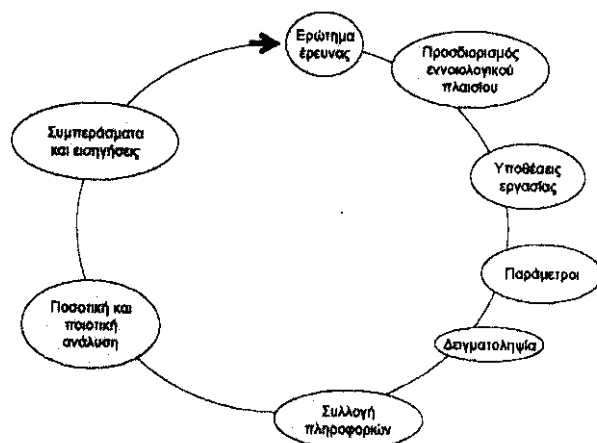 Ερώτημα
έρευνας
Προσδιορισμός
εννοιολογικού
πλαισίου
Υποθέσεις
εργασίας
Παράμετροι
Δειγματοληψία
Συλλογή
πληροφοριών
Ποσοτική και
ποιοτική
ανάλυση
Συμπεράσματα
και εισηγήσεις